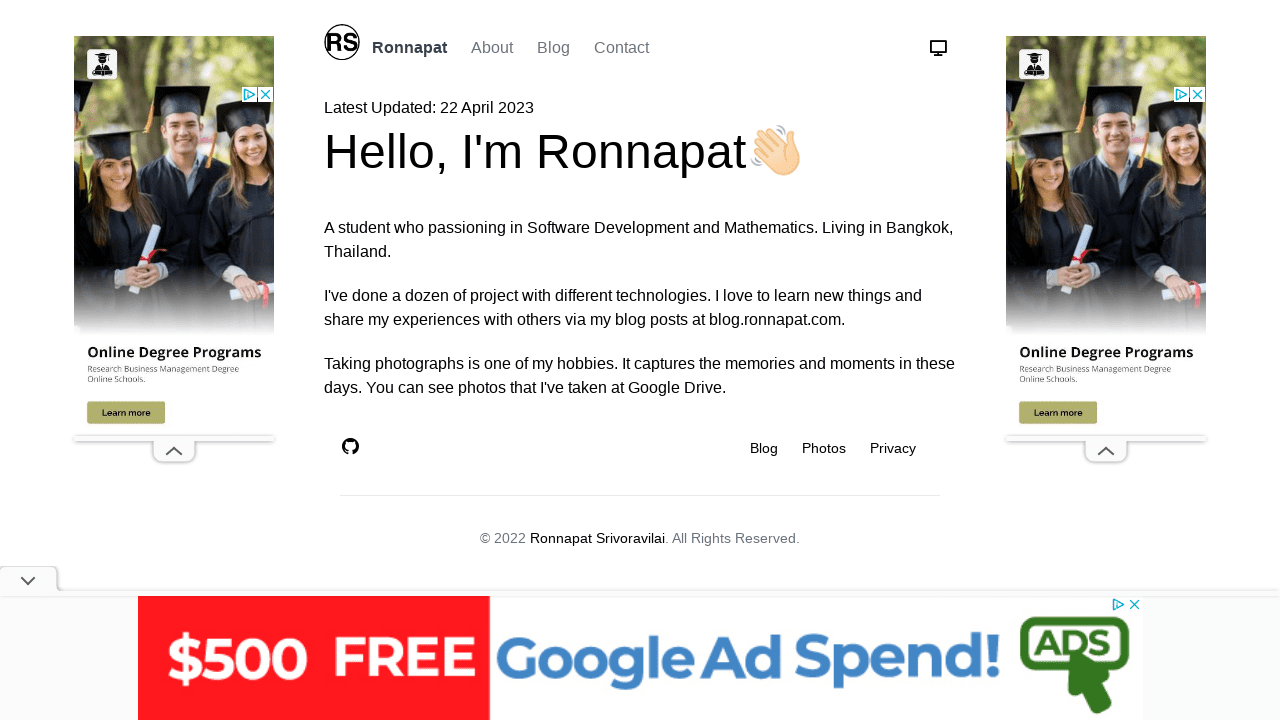 RS
Ronnapat
About
Blog
Contact
Latest Updated: 22 April 2023
Hello, I'm Ronnapat
A student who passioning in Software Development and Mathematics. Living in Bangkok,
Thailand.
I've done a dozen of project with different technologies. I love to learn new things and
share my experiences with others via my blog posts at blog.ronnapat.com.
Taking photographs is one of my hobbies. It captures the memories and moments in these
days. You can see photos that I've taken at Google Drive.
Blog
Photos
Privacy
© 2022 Ronnapat Srivoravilai. All Rights Reserved.
Online Degree Programs
Research Business Management Degree
Online Schools.
Learn more
Online Degree Programs
Research Business Management Degree
Online Schools.
Learn more
$500 FREE Google Ad Spend!
ADS